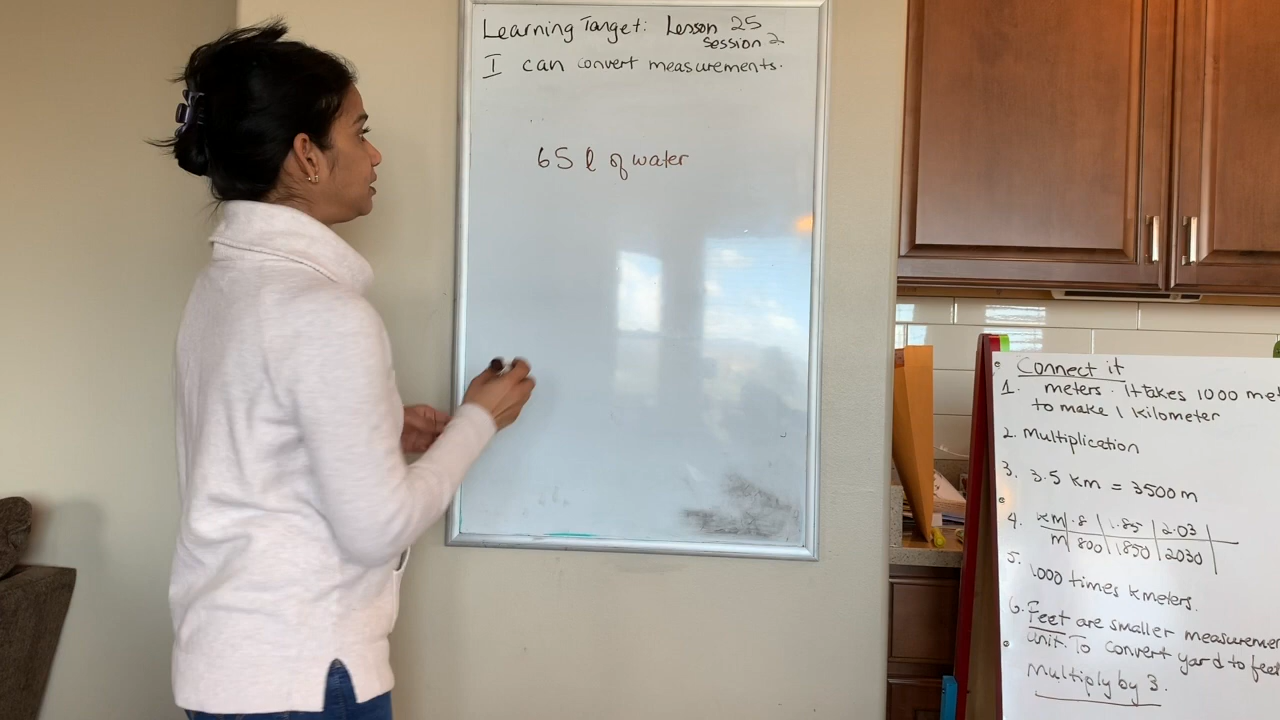 Learning Target: Lesson 25
Session 2
I can convert measurements.
65 l of water
Connect it
1. meters. It takes 1000 met
to make 1 kilometer
2. Multiplication
3. 3.5 km = 3500 m
4. km .8 1.85 2.03
m 800 1850 2030
5. 1000 times kmeters.
6. Feet are smaller measuremen
unit. To convert yard to feet
Multiply by 3.